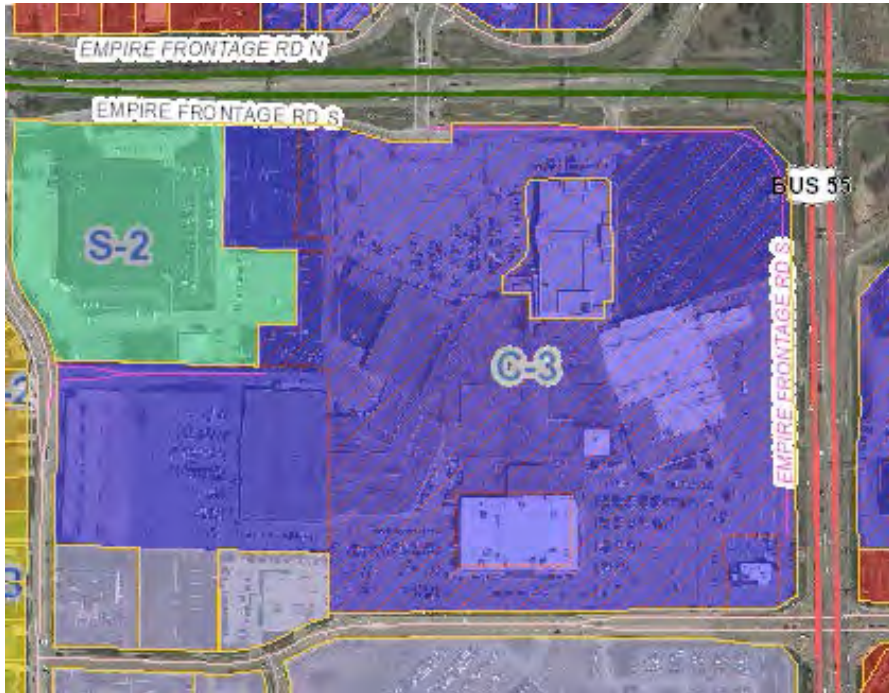 EMPIRE FRONTAGE RD N
EMPIRE FRONTAGE RD S
BUS 55
S-2
EMPIRE FRONTAGE RD S
C-3